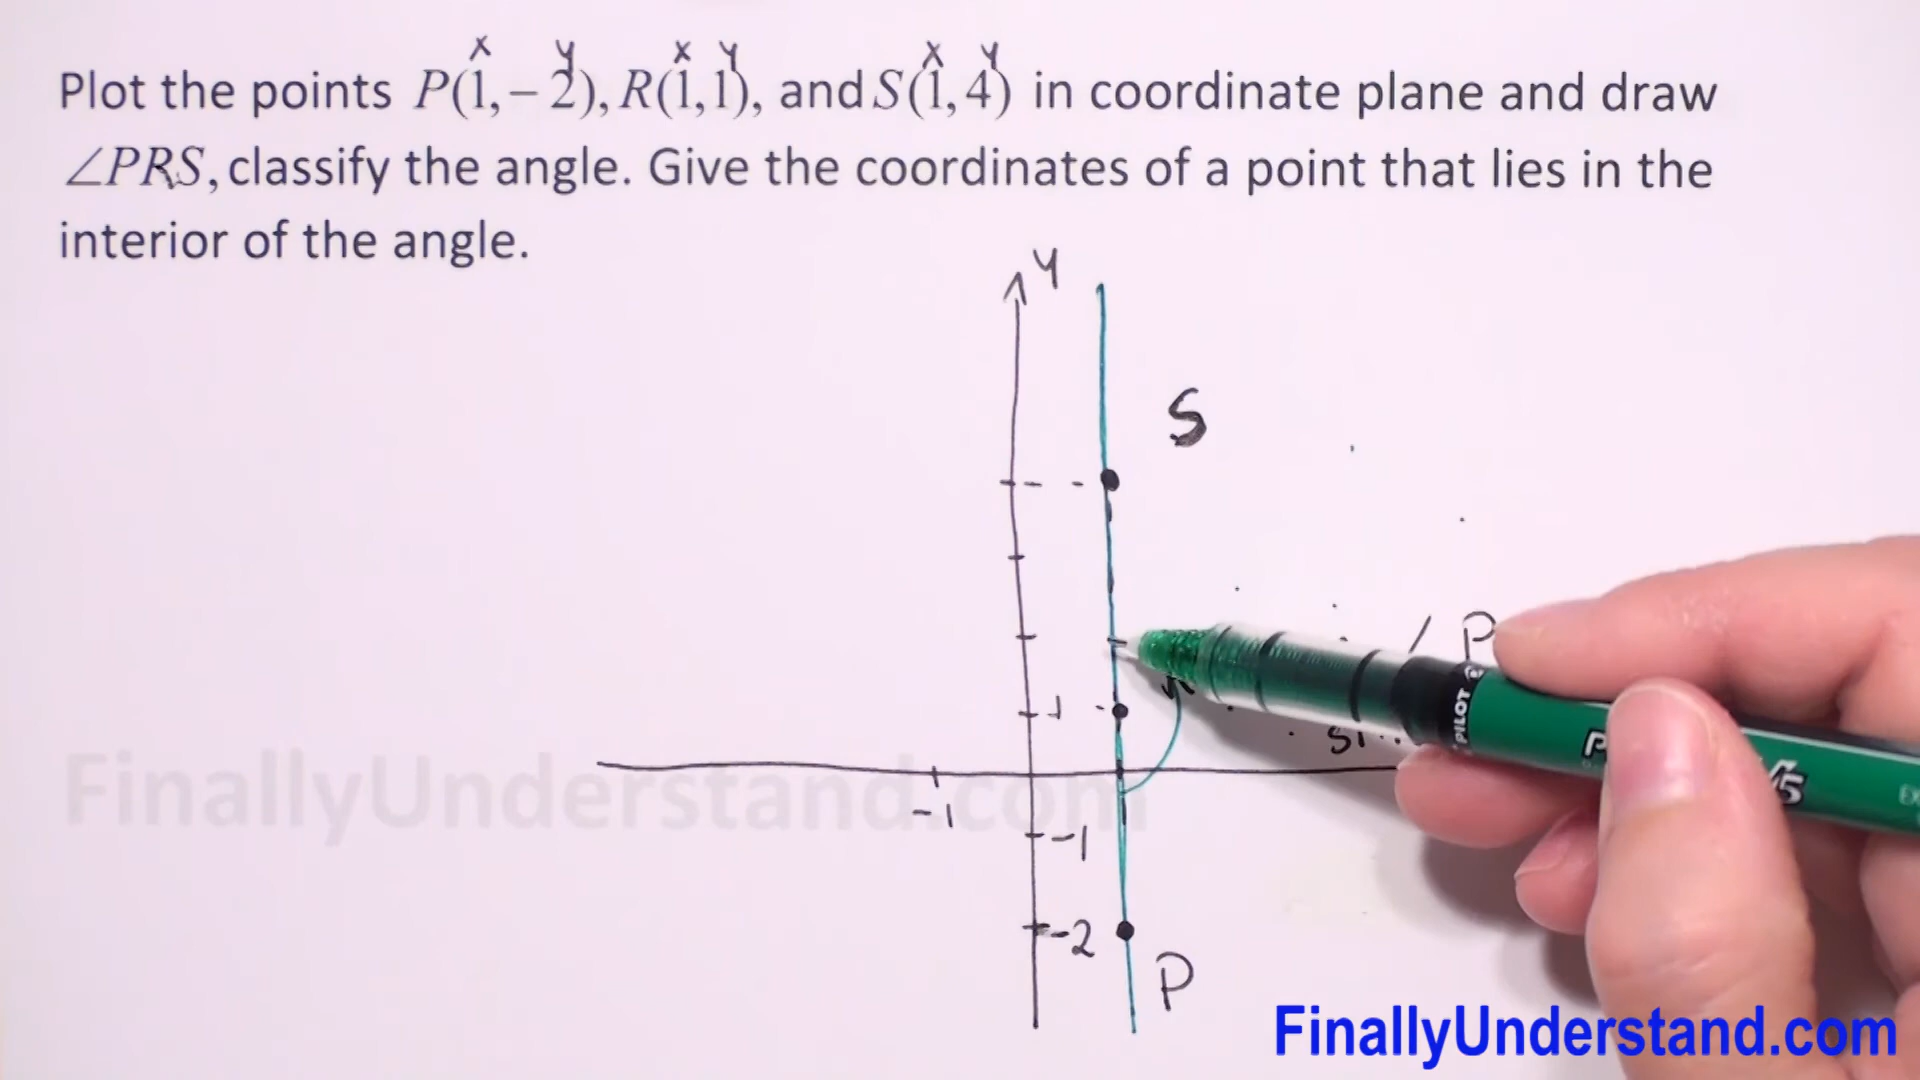 x y x y x y
Plot the points P(1,– 2), R(1,1), and S(1,4) in coordinate plane and draw
∠PRS, classify the angle. Give the coordinates of a point that lies in the
interior of the angle.
y
S
P
PILOT
1
V5
FinallyUnderstand.com
-1
-1
-2
P
FinallyUnderstand.com